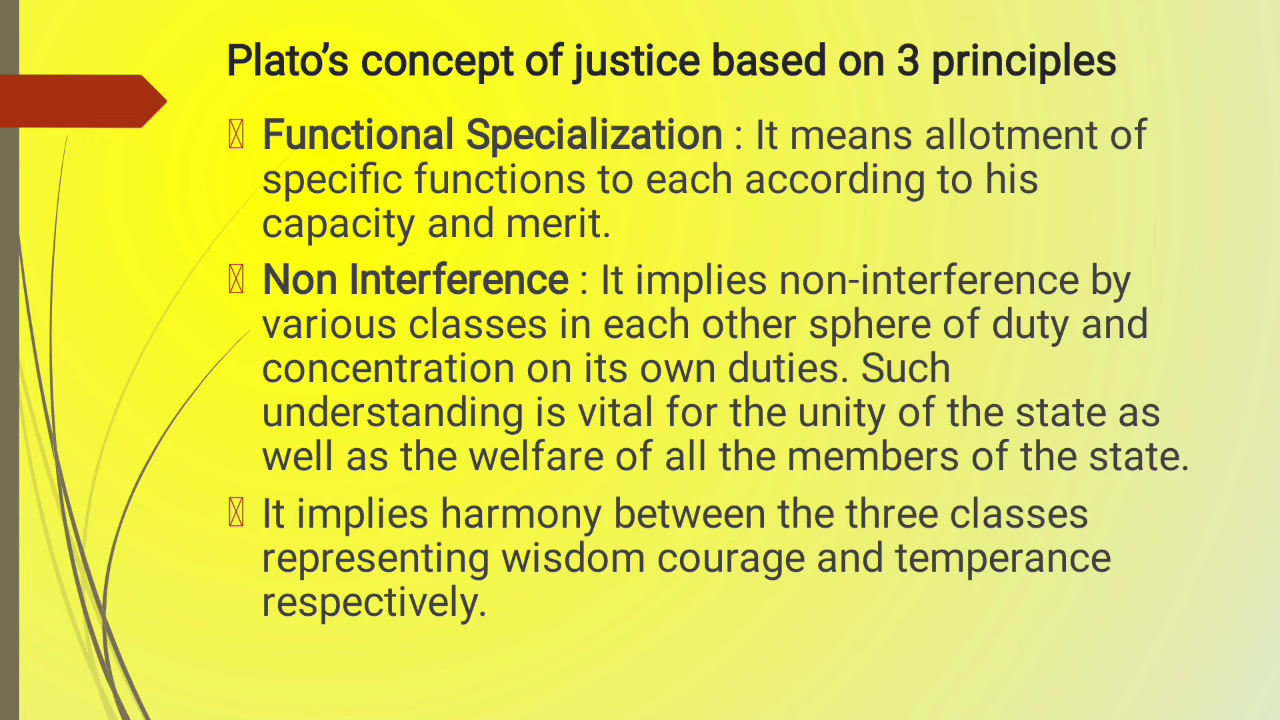 Plato’s concept of justice based on 3 principles
Functional Specialization : It means allotment of
specific functions to each according to his
capacity and merit.
Non Interference : It implies non-interference by
various classes in each other sphere of duty and
concentration on its own duties. Such
understanding is vital for the unity of the state as
well as the welfare of all the members of the state.
It implies harmony between the three classes
representing wisdom courage and temperance
respectively.